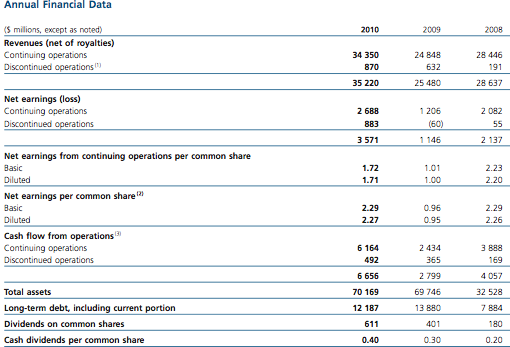 Annual Financial Data
($ millions, except as noted) 2010 2009 2008
Revenues (net of royalties)
Continuing operations 34 350 24 848 28 446
Discontinued operations (1) 870 632 191
35 220 25 480 28 637
Net earnings (loss)
Continuing operations 2 688 1 206 2 082
Discontinued operations 883 (60) 55
3 571 1 146 2 137
Net earnings from continuing operations per common share
Basic 1.72 1.01 2.23
Diluted 1.71 1.00 2.20
Net earnings per common share (2)
Basic 2.29 0.96 2.29
Diluted 2.27 0.95 2.26
Cash flow from operations (3)
Continuing operations 6 164 2 434 3 888
Discontinued operations 492 365 169
6 656 2 799 4 057
Total assets 70 169 69 746 32 528
Long-term debt, including current portion 12 187 13 880 7 884
Dividends on common shares 611 401 180
Cash dividends per common share 0.40 0.30 0.20